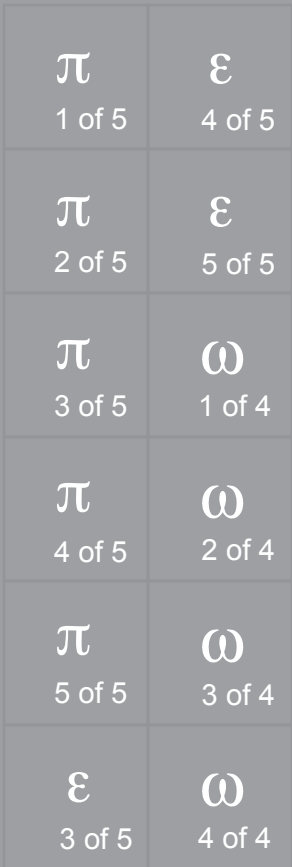 π ε
1 of 5 4 of 5
π ε
2 of 5 5 of 5
π ω
3 of 5 1 of 4
π ω
4 of 5 2 of 4
π ω
5 of 5 3 of 4
ε ω
3 of 5 4 of 4